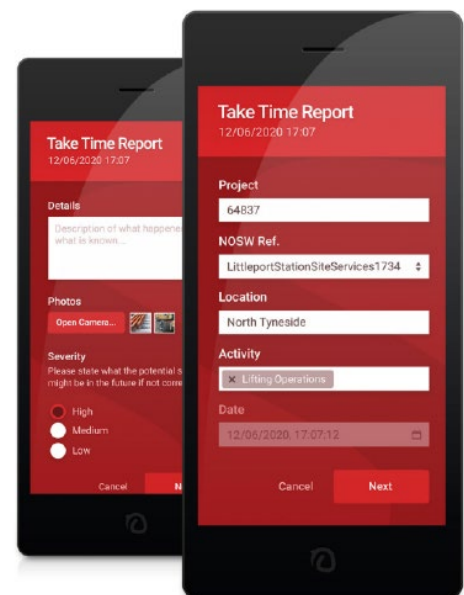 Take Time Report
12/06/2020 17:07
Details
Description of what happene
what is known...
Photos
Open Camera...
Severity
Please state what the potential s
might be in the future if not corre
High
Medium
Low
Cancel
N
Take Time Report
12/06/2020 17:07
Project
64837
NOSW Ref.
LittleportStationSiteServices1734
Location
North Tyneside
Activity
× Lifting Operations
Date
12/06/2020, 17:07:12
Cancel
Next